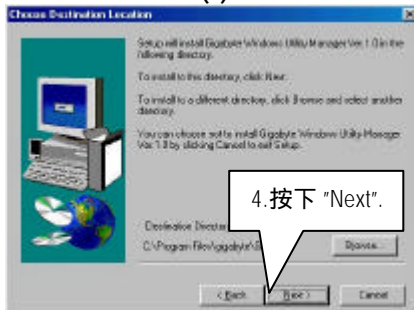 Choose Destination Location
Setup will install Gigabyte Windows Utility Manager Ver.1.0 in the
following directory.
To install to this directory, click Next.
To install to a different directory, click Browse and select another
directory.
You can choose not to install Gigabyte Windows Utility Manager
Ver.1.0 by clicking Cancel to exit Setup.
4.按下 "Next".
Destination Direct
C:\Program Files\gigabyte\
Browse...
< Back
Next >
Cancel